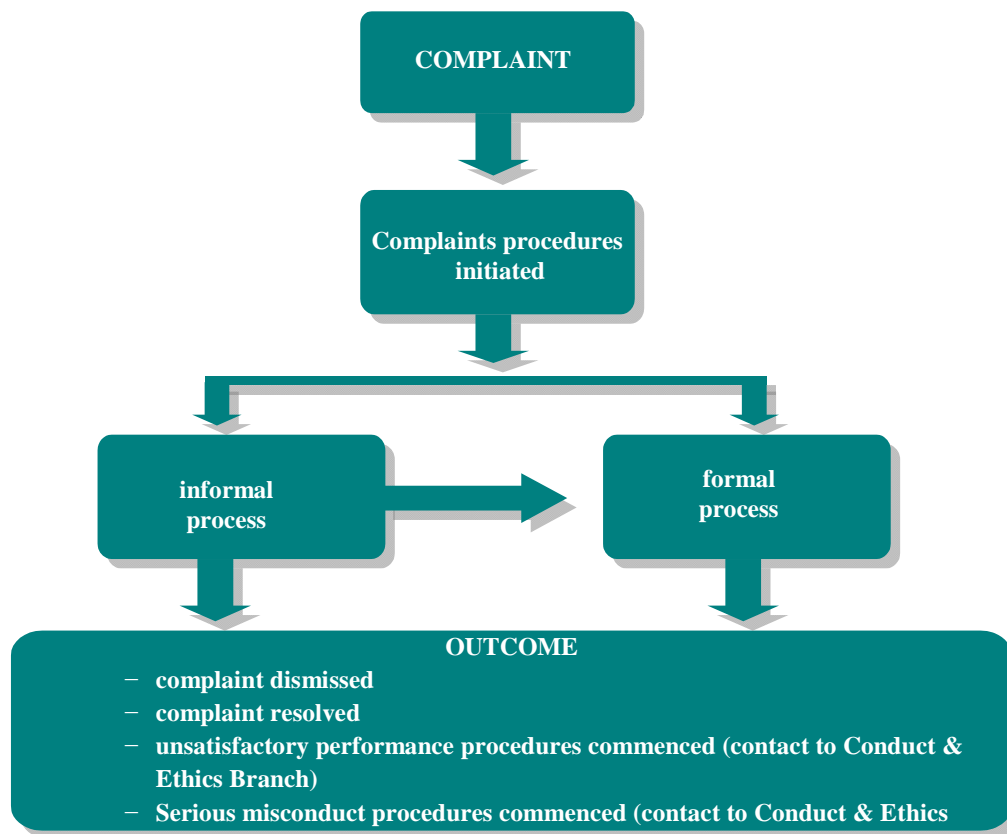 COMPLAINT
Complaints procedures
initiated
informal
process
formal
process
OUTCOME
− complaint dismissed
− complaint resolved
− unsatisfactory performance procedures commenced (contact to Conduct &
Ethics Branch)
− Serious misconduct procedures commenced (contact to Conduct & Ethics